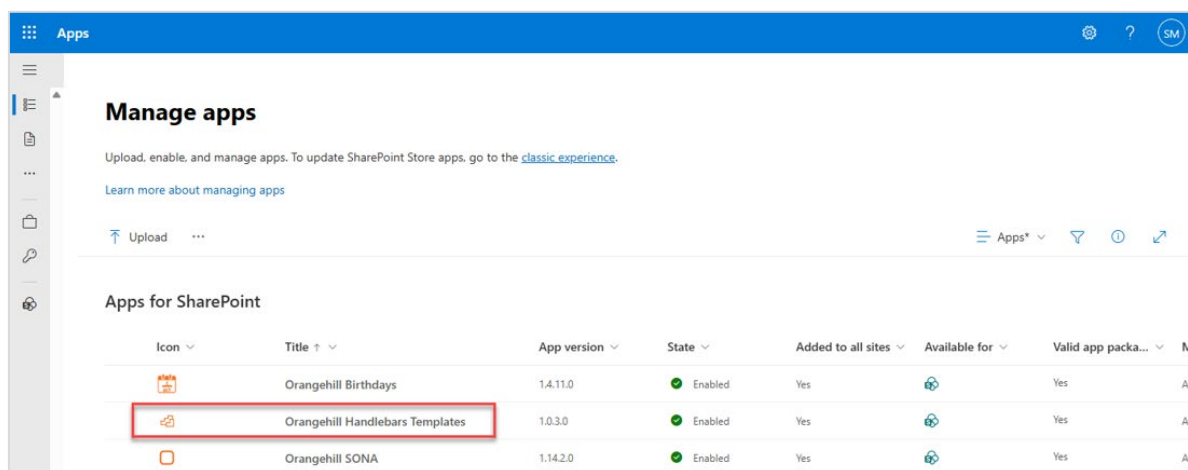 Apps
? SM
Manage apps
Upload, enable, and manage apps. To update SharePoint Store apps, go to the classic experience.
Learn more about managing apps
Upload ... Apps*
Apps for SharePoint
Icon Title ↑ App version State Added to all sites Available for Valid app packa... M
Orangehill Birthdays 1.4.11.0 Enabled Yes Yes A
Orangehill Handlebars Templates 1.0.3.0 Enabled Yes Yes A
Orangehill SONA 1.14.2.0 Enabled Yes Yes A